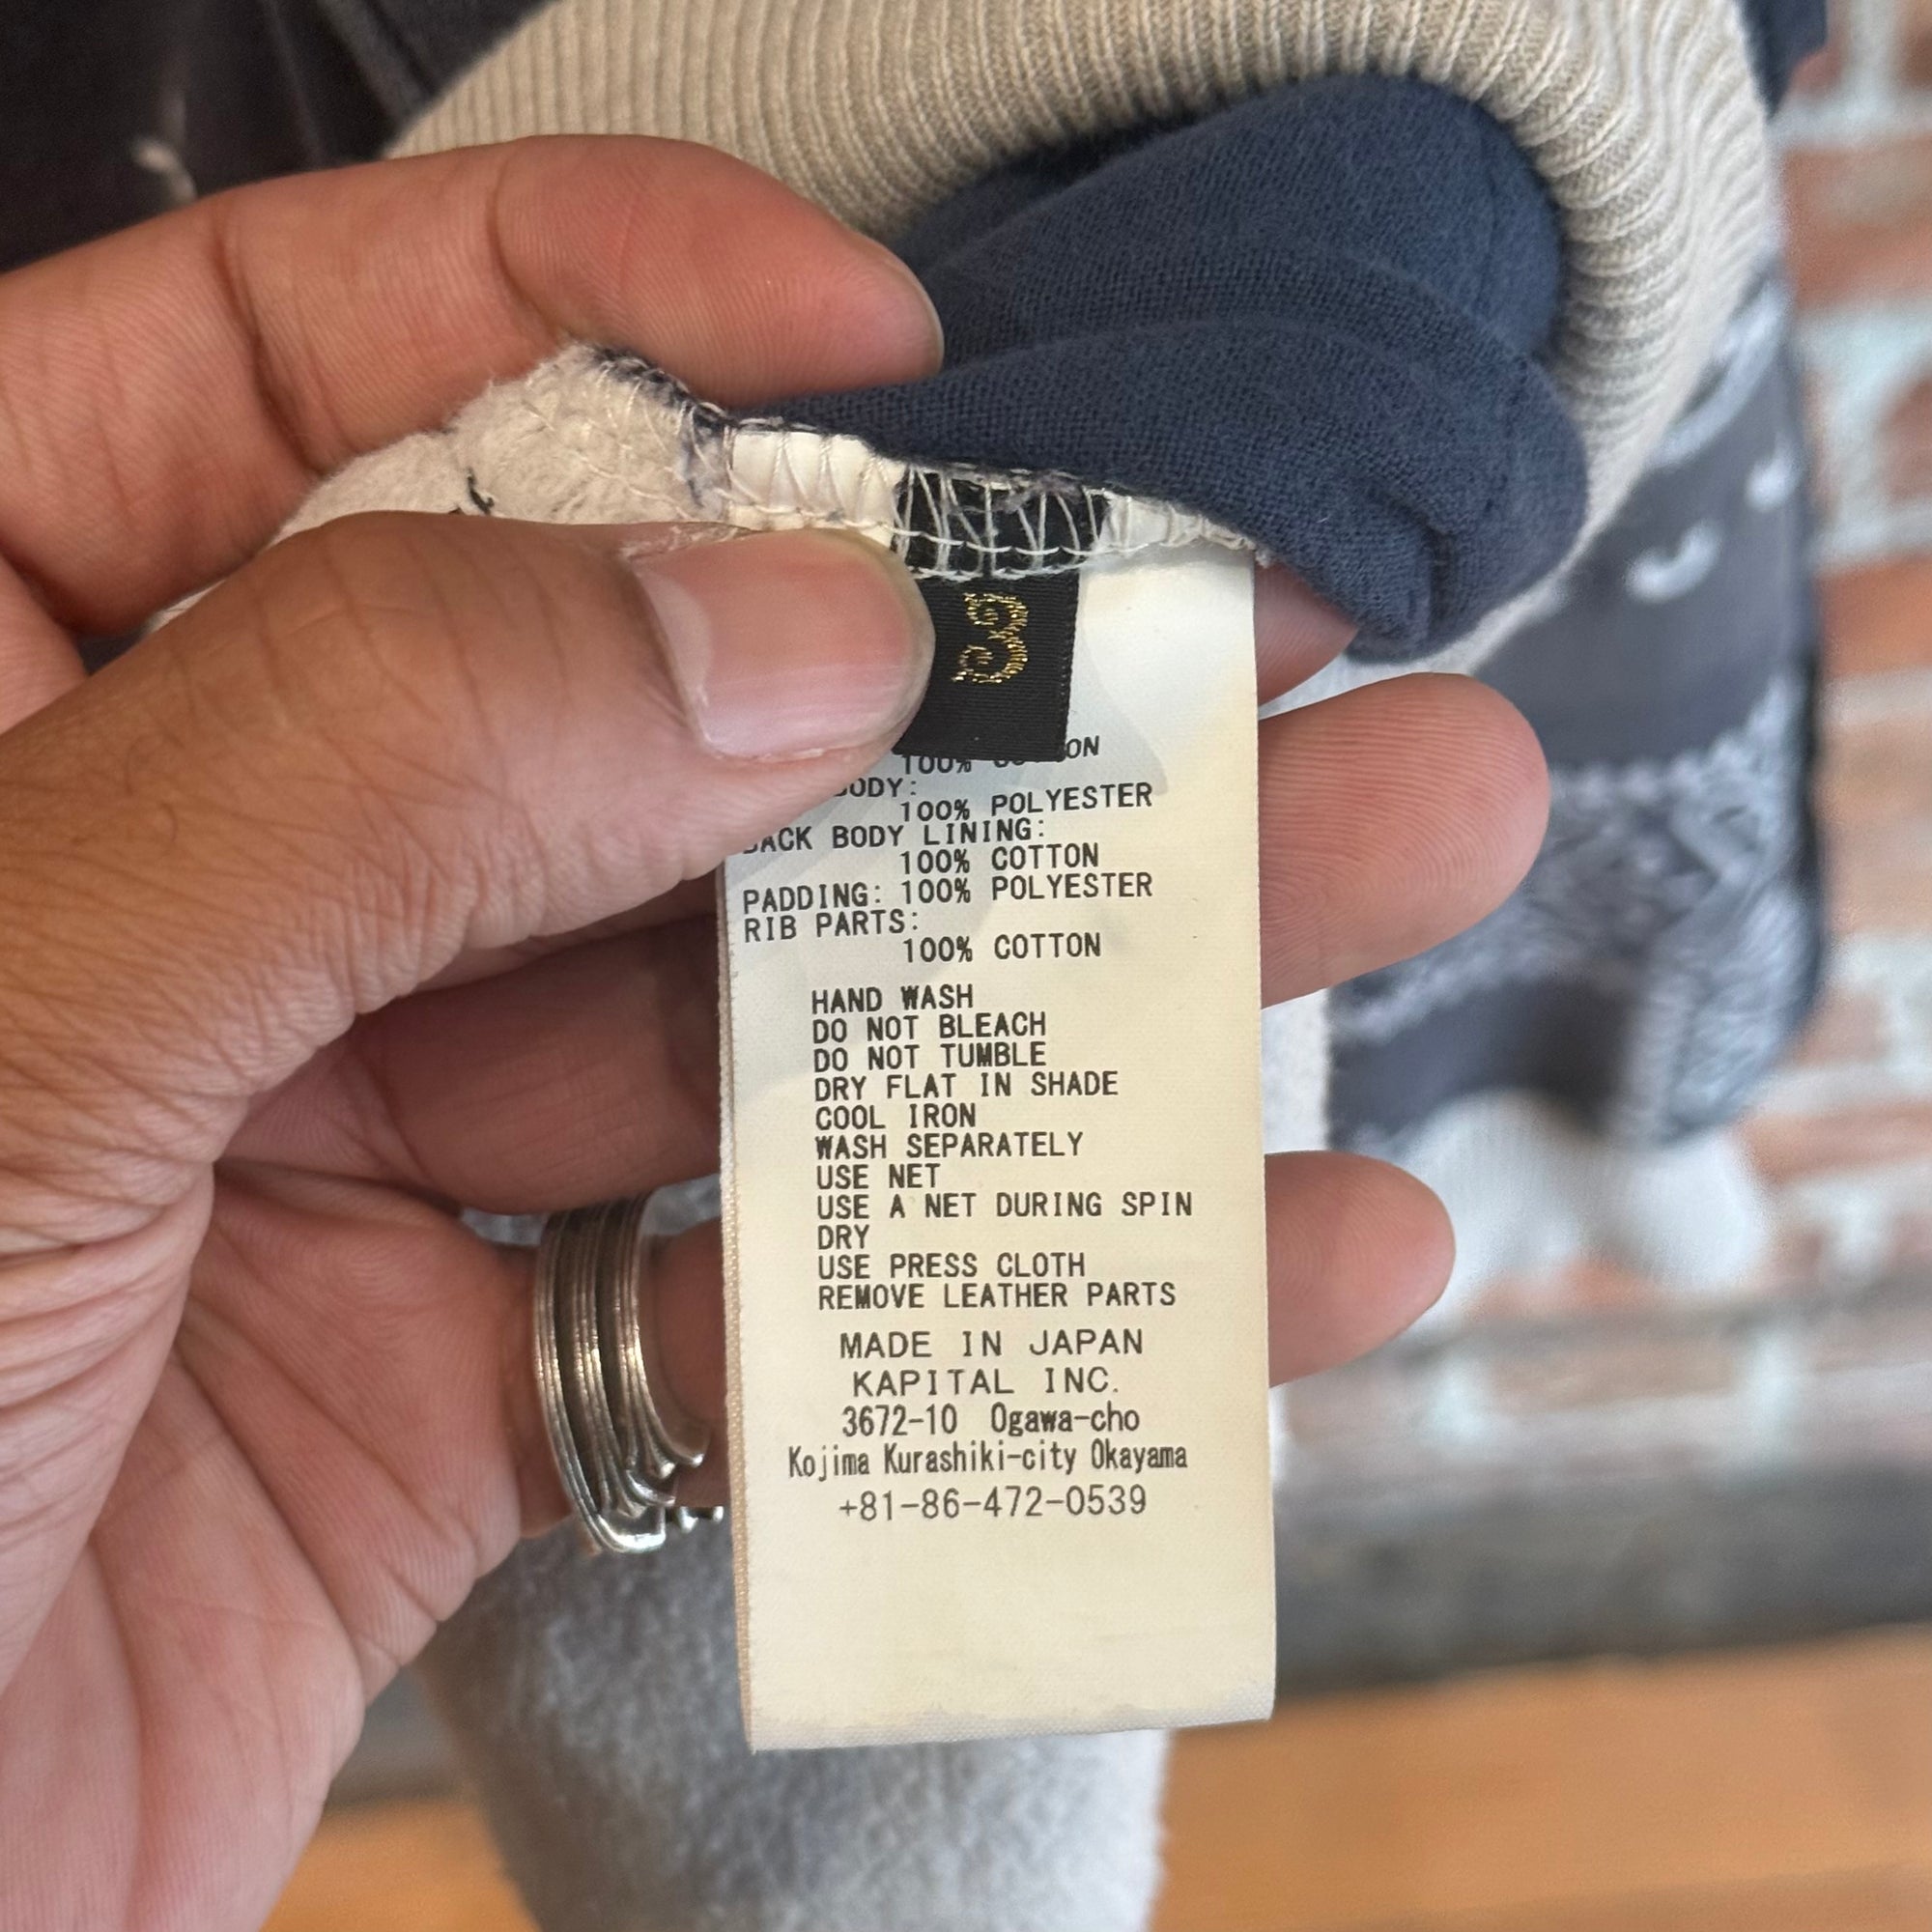 3
100%
100% POLYESTER
BACK BODY LINING:
100% COTTON
PADDING: 100% POLYESTER
RIB PARTS:
100% COTTON
HAND WASH
DO NOT BLEACH
DO NOT TUMBLE
DRY FLAT IN SHADE
COOL IRON
WASH SEPARATELY
USE NET
USE A NET DURING SPIN
DRY
USE PRESS CLOTH
REMOVE LEATHER PARTS
MADE IN JAPAN
KAPITAL INC.
3672-10 Ogawa-cho
Kojima Kurashiki-city Okayama
+81-86-472-0539